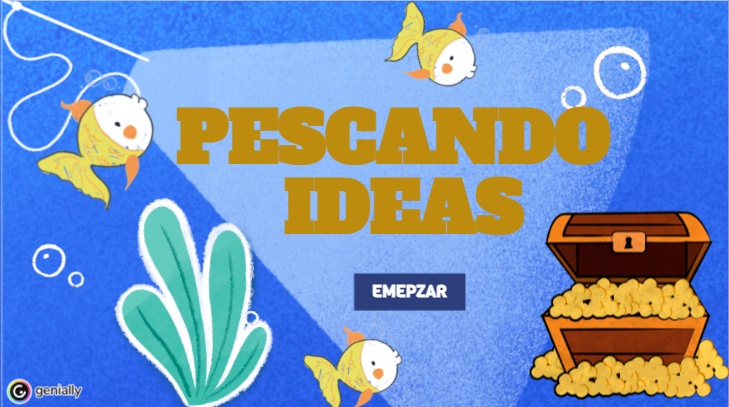 PESCANDO
IDEAS
EMEPZAR
genially